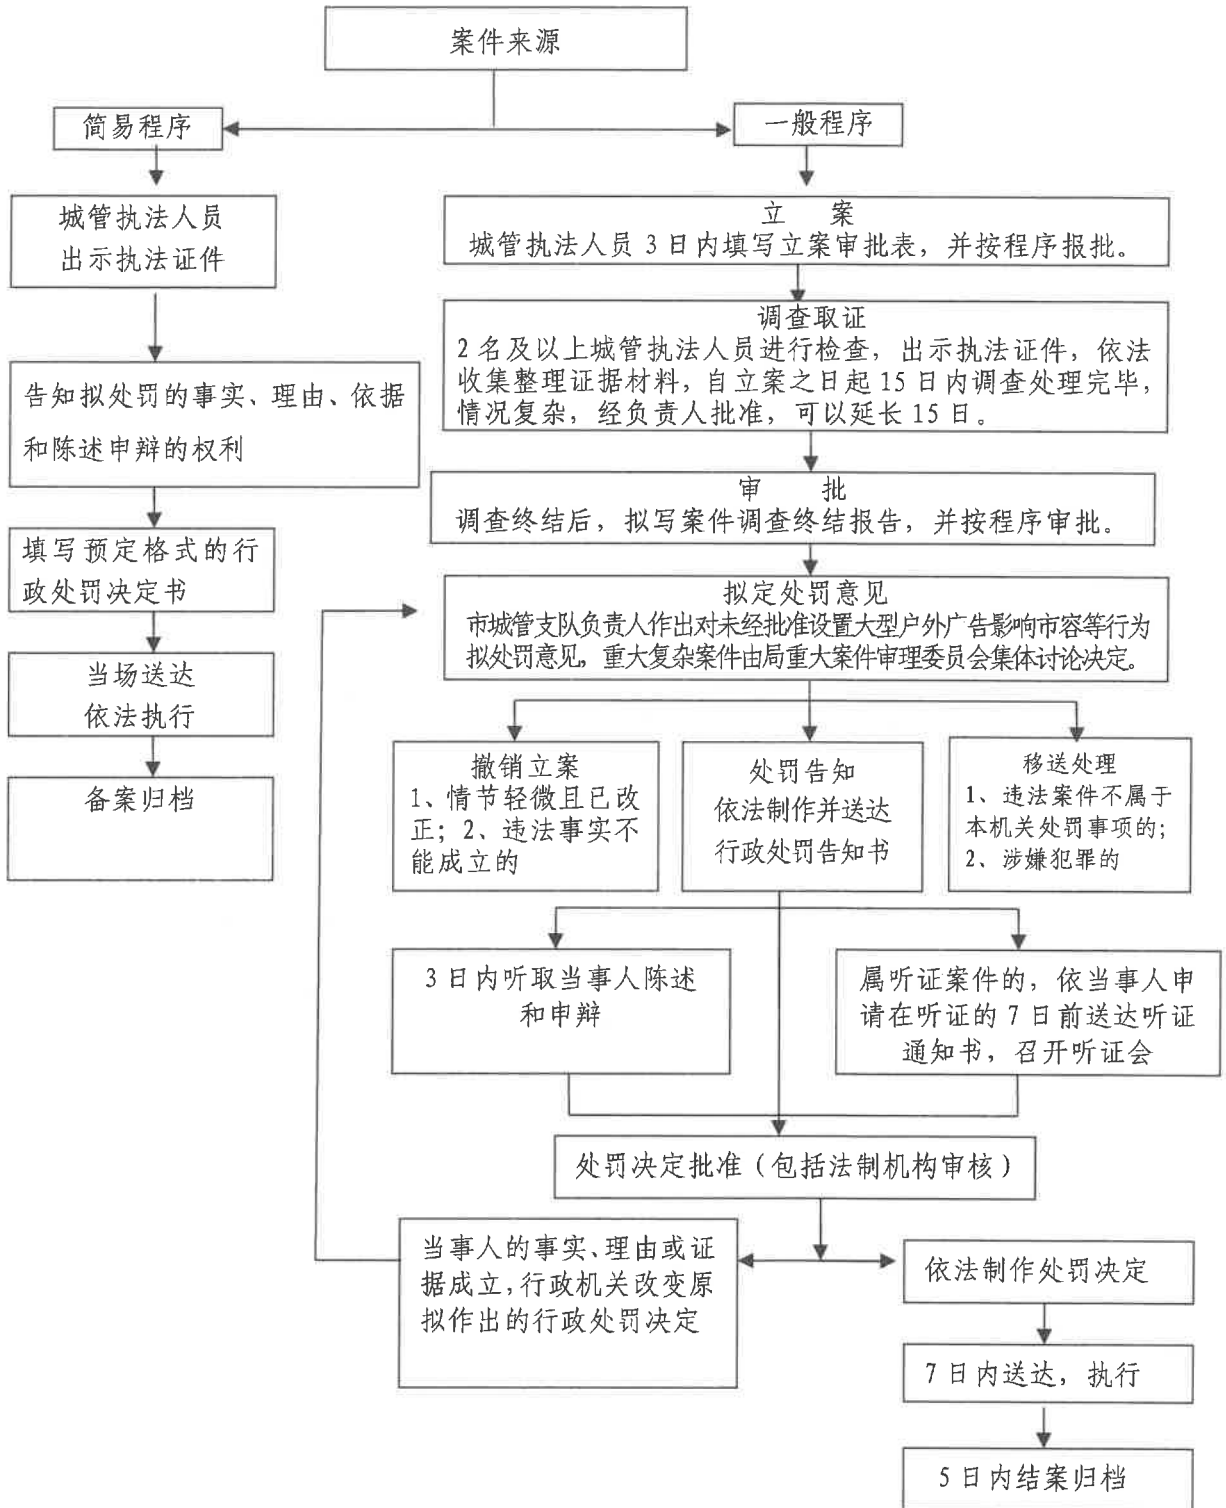 案件来源
简易程序
一般程序
城管执法人员
出示执法证件
告知拟处罚的事实、理由、依据
和陈述申辩的权利
填写预定格式的行
政处罚决定书
当场送达
依法执行
备案归档
立　案
城管执法人员 3 日内填写立案审批表，并按程序报批。
调查取证
2 名及以上城管执法人员进行检查，出示执法证件，依法
收集整理证据材料，自立案之日起 15 日内调查处理完毕，
情况复杂，经负责人批准，可以延长 15 日。
审　批
调查终结后，拟写案件调查终结报告，并按程序审批。
拟定处罚意见
市城管支队负责人作出对未经批准设置大型户外广告影响市容等行为
拟处罚意见，重大复杂案件由局重大案件审理委员会集体讨论决定。
撤销立案
1、情节轻微且已改
正；2、违法事实不
能成立的
处罚告知
依法制作并送达
行政处罚告知书
移送处理
1、违法案件不属于
本机关处罚事项的；
2、涉嫌犯罪的
3 日内听取当事人陈述
和申辩
属听证案件的，依当事人申
请在听证的 7 日前送达听证
通知书，召开听证会
处罚决定批准（包括法制机构审核）
当事人的事实、理由或证
据成立，行政机关改变原
拟作出的行政处罚决定
依法制作处罚决定
7 日内送达，执行
5 日内结案归档